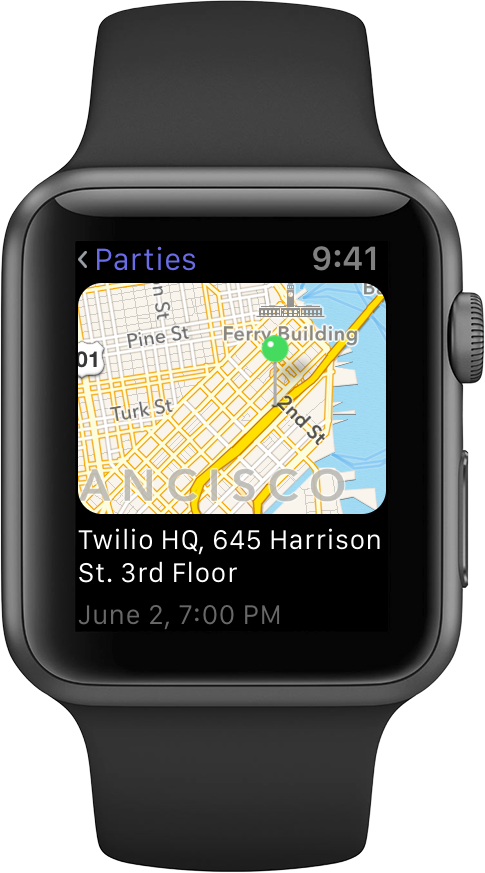 Parties
9:41
n St
Pine St
Ferry Building
B
01
Turk St
2nd St
ANCISCO
Twilio HQ, 645 Harrison
St. 3rd Floor
June 2, 7:00 PM